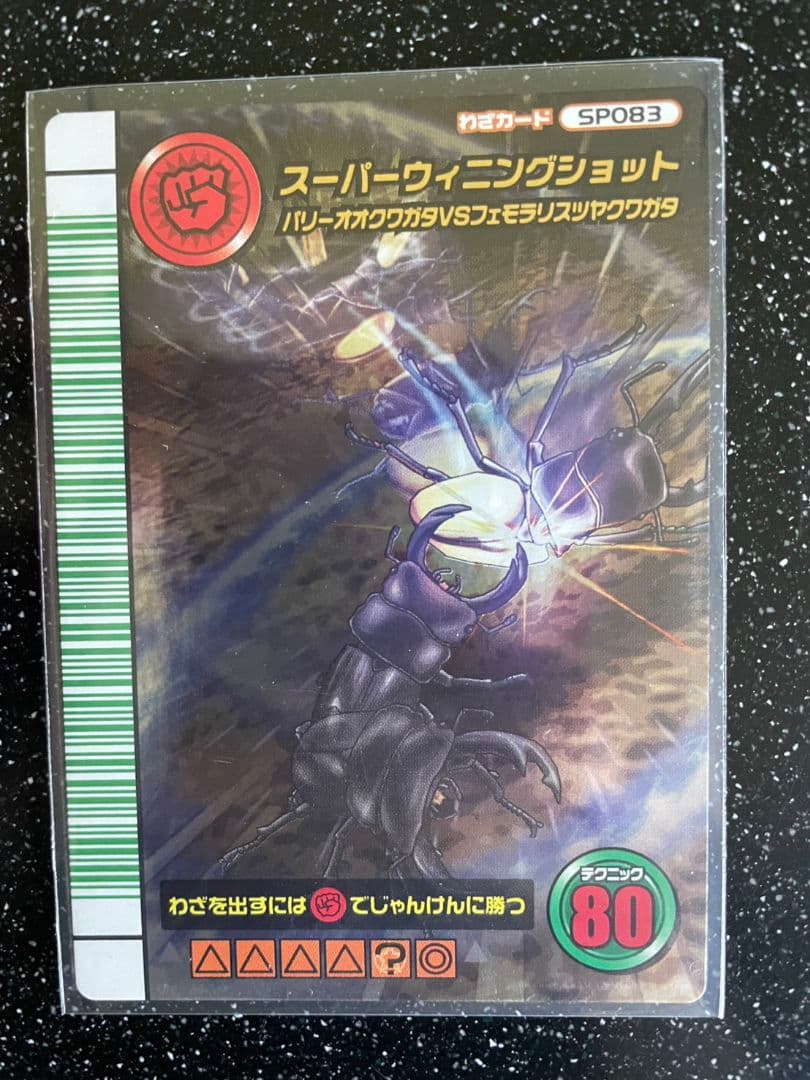 わざカード SP083
スーパーウィニングショット
パリーオオクワガタVSフェモラリスツヤクワガタ
わざを出すには でじゃんけんに勝つ
テクニック
80
△△△△?◎